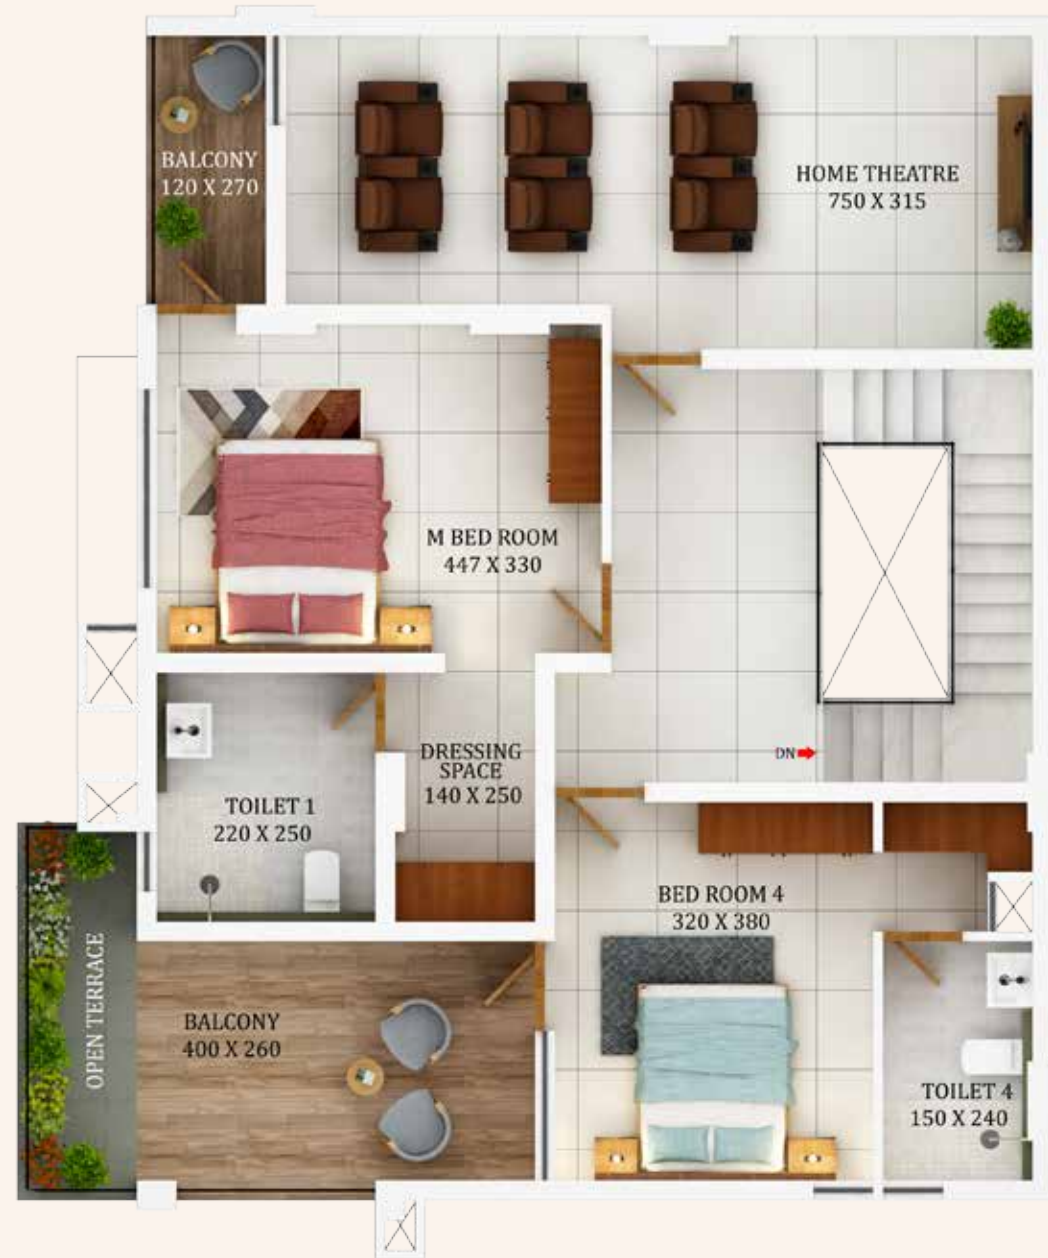 BALCONY
120 X 270
HOME THEATRE
750 X 315
M BED ROOM
447 X 330
DRESSING
SPACE
140 X 250
TOILET 1
220 X 250
DN
BED ROOM 4
320 X 380
OPEN TERRACE
BALCONY
400 X 260
TOILET 4
150 X 240